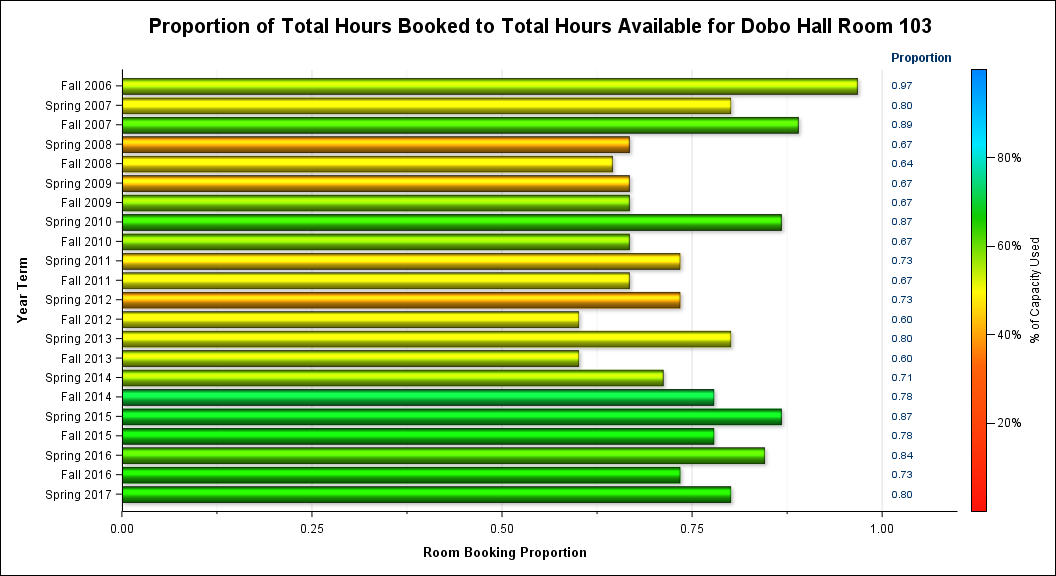 Proportion of Total Hours Booked to Total Hours Available for Dobo Hall Room 103
Proportion
Fall 2006 0.97
Spring 2007 0.80
Fall 2007 0.89
Spring 2008 0.67
Fall 2008 0.64
Spring 2009 0.67
Fall 2009 0.67
Spring 2010 0.87
Fall 2010 0.67
Spring 2011 0.73
Fall 2011 0.67
Spring 2012 0.73
Fall 2012 0.60
Spring 2013 0.80
Fall 2013 0.60
Spring 2014 0.71
Fall 2014 0.78
Spring 2015 0.87
Fall 2015 0.78
Spring 2016 0.84
Fall 2016 0.73
Spring 2017 0.80
Year Term
0.00 0.25 0.50 0.75 1.00
Room Booking Proportion
80%
60%
40%
20%
% of Capacity Used